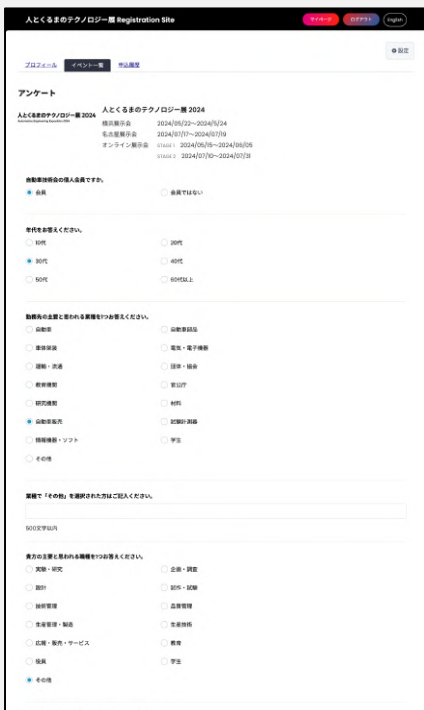 人とくるまのテクノロジー展 Registration Site
マイページ ログアウト English
設定
プロフィール イベント一覧 申込履歴
アンケート
人とくるまのテクノロジー展 2024
人とくるまのテクノロジー展 2024
横浜展示会 2024/05/22～2024/5/24
名古屋展示会 2024/07/17～2024/07/19
オンライン展示会 STAGE1 2024/05/15～2024/06/05
STAGE2 2024/07/10～2024/07/31
自動車技術会の個人会員ですか。
会員 会員ではない
年代をお答えください。
10代 20代
30代 40代
50代 60代以上
勤務先の主要と思われる業種を1つお答えください。
自動車 自動車部品
車体架装 電気・電子機器
運輸・流通 団体・協会
教育機関 官公庁
研究機関 材料
自動車販売 試験計測器
情報機器・ソフト 学生
その他
業種で「その他」を選択された方はご記入ください。
500文字以内
貴方の主要と思われる職種を1つお答えください。
実験・研究 企画・調査
設計 試作・試験
技術管理 品質管理
生産管理・製造 生産技術
広報・販売・サービス 教育
役員 学生
その他